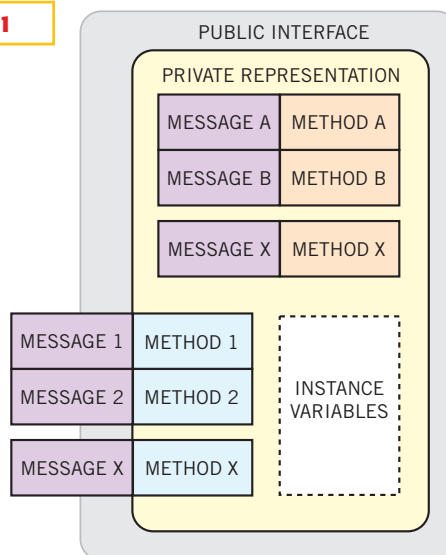 1
PUBLIC INTERFACE
PRIVATE REPRESENTATION
MESSAGE A METHOD A
MESSAGE B METHOD B
MESSAGE X METHOD X
MESSAGE 1 METHOD 1
MESSAGE 2 METHOD 2
MESSAGE X METHOD X
INSTANCE
VARIABLES